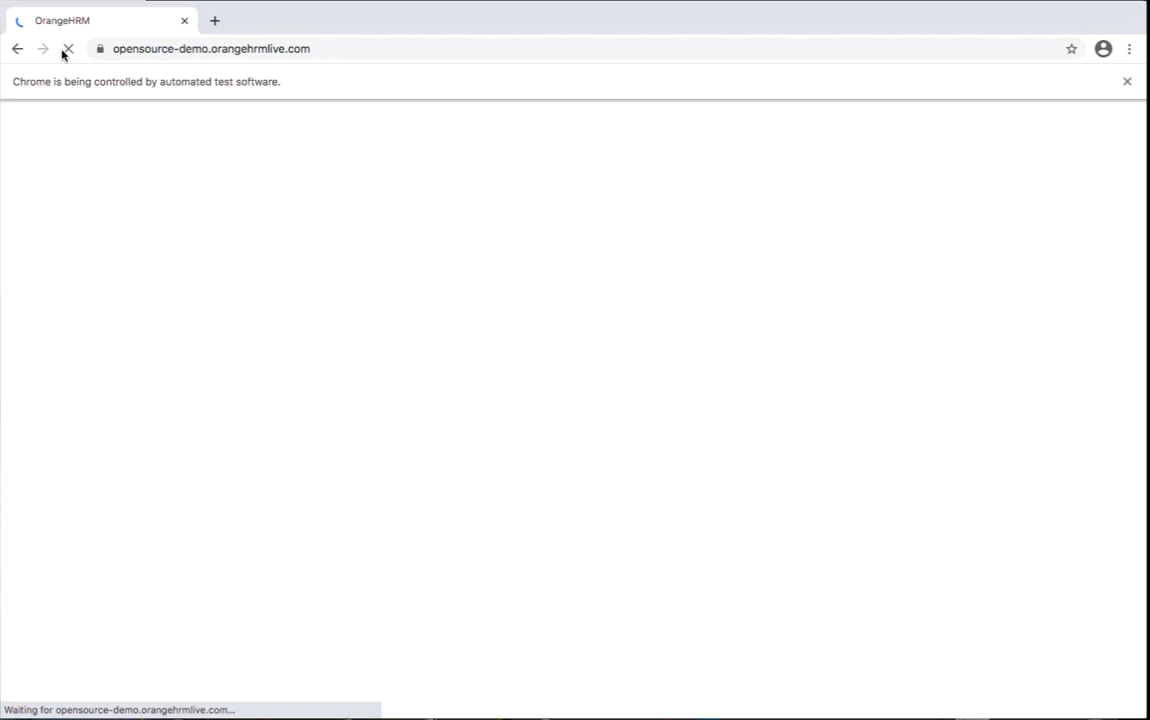 OrangeHRM
opensource-demo.orangehrmlive.com
Chrome is being controlled by automated test software.
Waiting for opensource-demo.orangehrmlive.com...